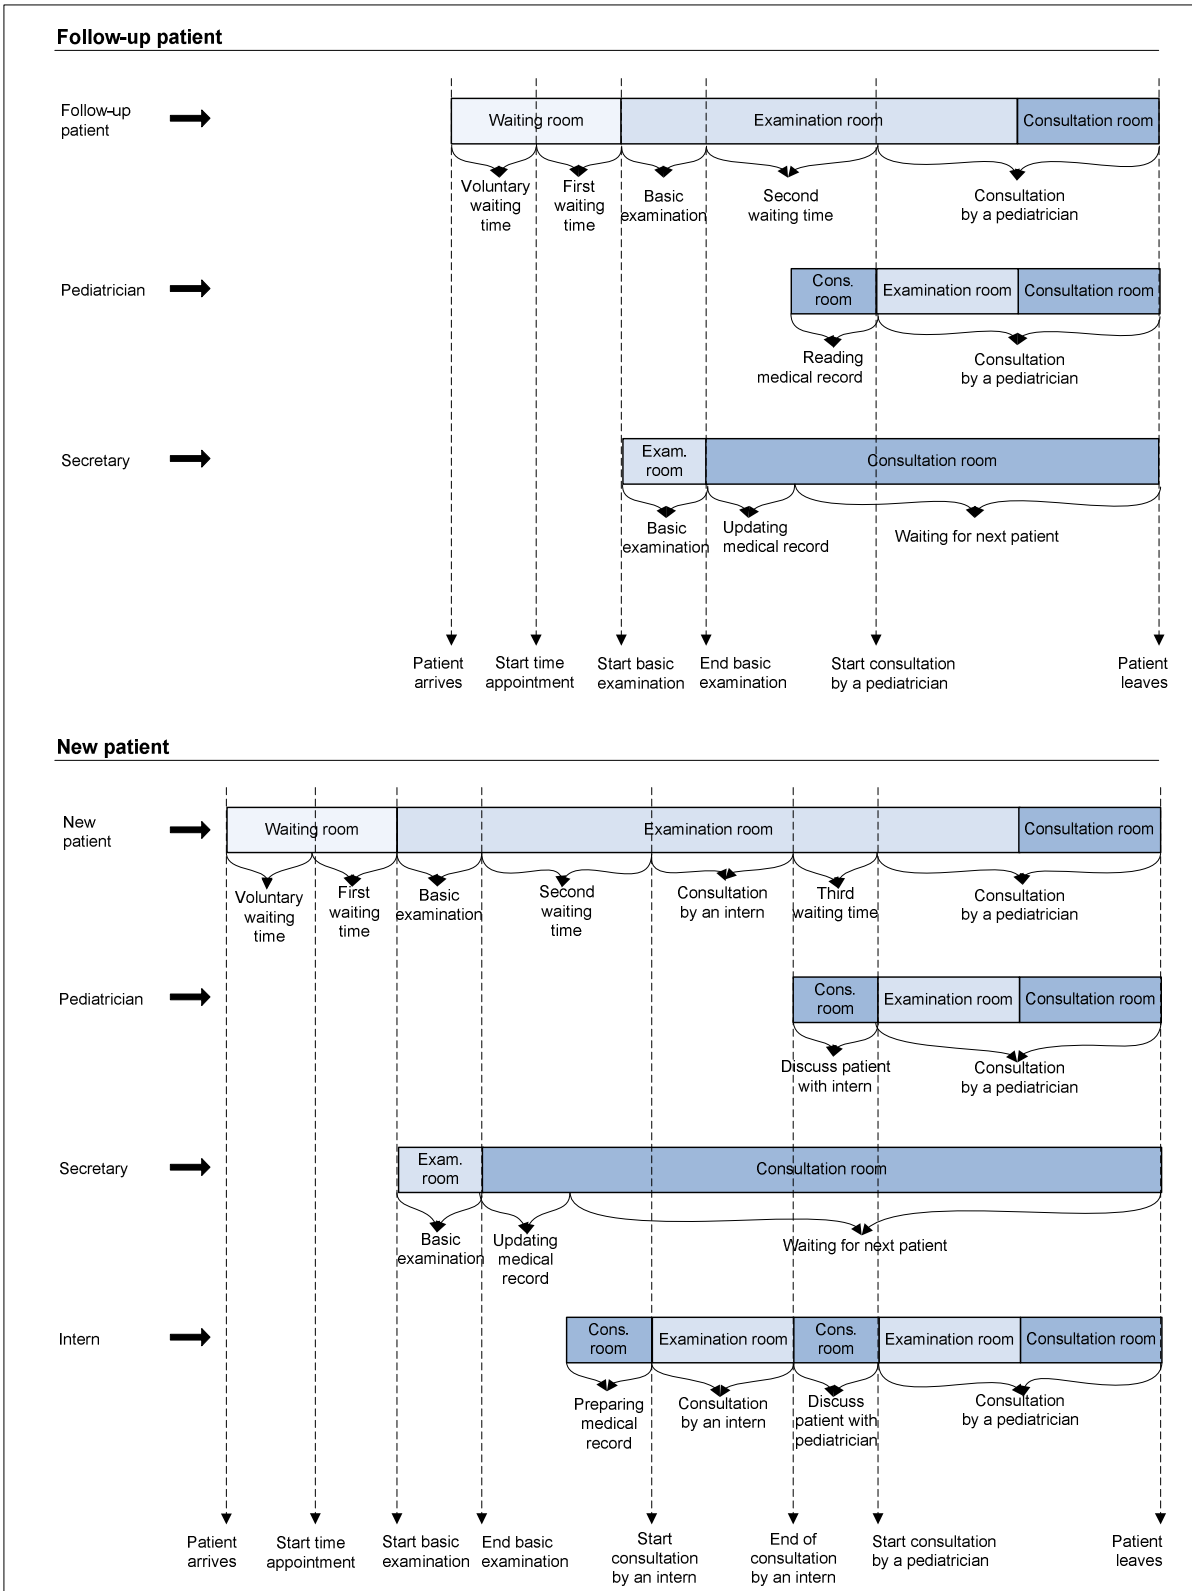 Follow-up patient
Follow-up
patient
Waiting room
Examination room
Consultation room
Voluntary
waiting
time
First
waiting
time
Basic
examination
Second
waiting time
Consultation
by a pediatrician
Pediatrician
Cons.
room
Examination room
Consultation room
Reading
medical record
Consultation
by a pediatrician
Secretary
Exam.
room
Consultation room
Basic
examination
Updating
medical record
Waiting for next patient
Patient
arrives
Start time
appointment
Start basic
examination
End basic
examination
Start consultation
by a pediatrician
Patient
leaves
New patient
New
patient
Waiting room
Examination room
Consultation room
Voluntary
waiting
time
First
waiting
time
Basic
examination
Second
waiting
time
Consultation
by an intern
Third
waiting time
Consultation
by a pediatrician
Pediatrician
Cons.
room
Examination room
Consultation room
Discuss patient
with intern
Consultation
by a pediatrician
Secretary
Exam.
room
Consultation room
Basic
examination
Updating
medical
record
Waiting for next patient
Intern
Cons.
room
Examination room
Cons.
room
Examination room
Consultation room
Preparing
medical
record
Consultation
by an intern
Discuss
patient with
pediatrician
Consultation
by a pediatrician
Patient
arrives
Start time
appointment
Start basic
examination
End basic
examination
Start
consultation
by an intern
End of
consultation
by an intern
Start consultation
by a pediatrician
Patient
leaves